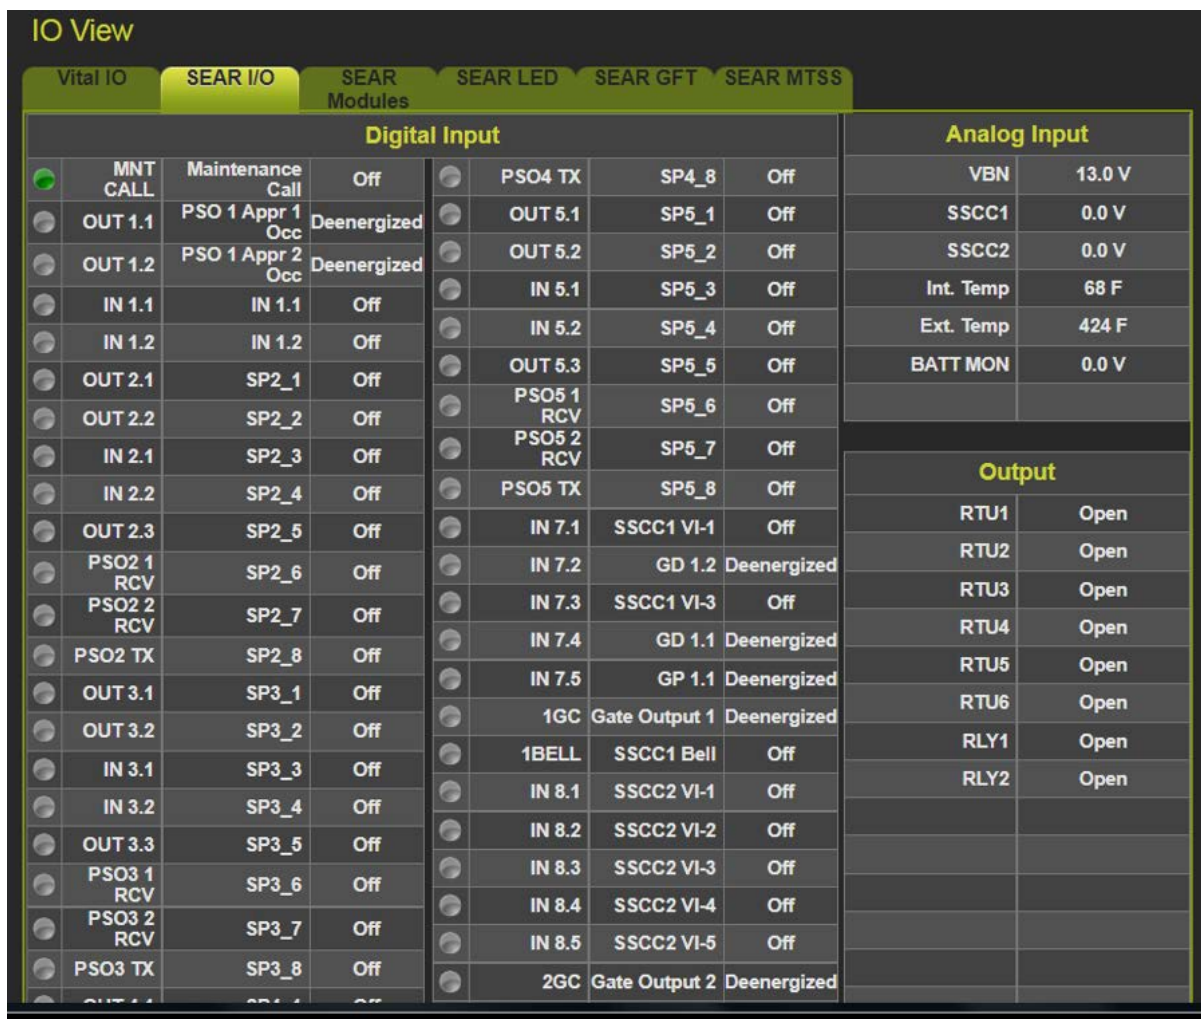 IO View
Vital IO SEAR I/O SEAR Modules SEAR LED SEAR GFT SEAR MTSS
Digital Input
MNT CALL Maintenance Call Off
OUT 1.1 PSO 1 Appr 1 Occ Deenergized
OUT 1.2 PSO 1 Appr 2 Occ Deenergized
IN 1.1 IN 1.1 Off
IN 1.2 IN 1.2 Off
OUT 2.1 SP2_1 Off
OUT 2.2 SP2_2 Off
IN 2.1 SP2_3 Off
IN 2.2 SP2_4 Off
OUT 2.3 SP2_5 Off
PSO2 1 RCV SP2_6 Off
PSO2 2 RCV SP2_7 Off
PSO2 TX SP2_8 Off
OUT 3.1 SP3_1 Off
OUT 3.2 SP3_2 Off
IN 3.1 SP3_3 Off
IN 3.2 SP3_4 Off
OUT 3.3 SP3_5 Off
PSO3 1 RCV SP3_6 Off
PSO3 2 RCV SP3_7 Off
PSO3 TX SP3_8 Off
PSO4 TX SP4_8 Off
OUT 5.1 SP5_1 Off
OUT 5.2 SP5_2 Off
IN 5.1 SP5_3 Off
IN 5.2 SP5_4 Off
OUT 5.3 SP5_5 Off
PSO5 1 RCV SP5_6 Off
PSO5 2 RCV SP5_7 Off
PSO5 TX SP5_8 Off
IN 7.1 SSCC1 VI-1 Off
IN 7.2 GD 1.2 Deenergized
IN 7.3 SSCC1 VI-3 Off
IN 7.4 GD 1.1 Deenergized
IN 7.5 GP 1.1 Deenergized
1GC Gate Output 1 Deenergized
1BELL SSCC1 Bell Off
IN 8.1 SSCC2 VI-1 Off
IN 8.2 SSCC2 VI-2 Off
IN 8.3 SSCC2 VI-3 Off
IN 8.4 SSCC2 VI-4 Off
IN 8.5 SSCC2 VI-5 Off
2GC Gate Output 2 Deenergized
Analog Input
VBN 13.0 V
SSCC1 0.0 V
SSCC2 0.0 V
Int. Temp 68 F
Ext. Temp 424 F
BATT MON 0.0 V
Output
RTU1 Open
RTU2 Open
RTU3 Open
RTU4 Open
RTU5 Open
RTU6 Open
RLY1 Open
RLY2 Open